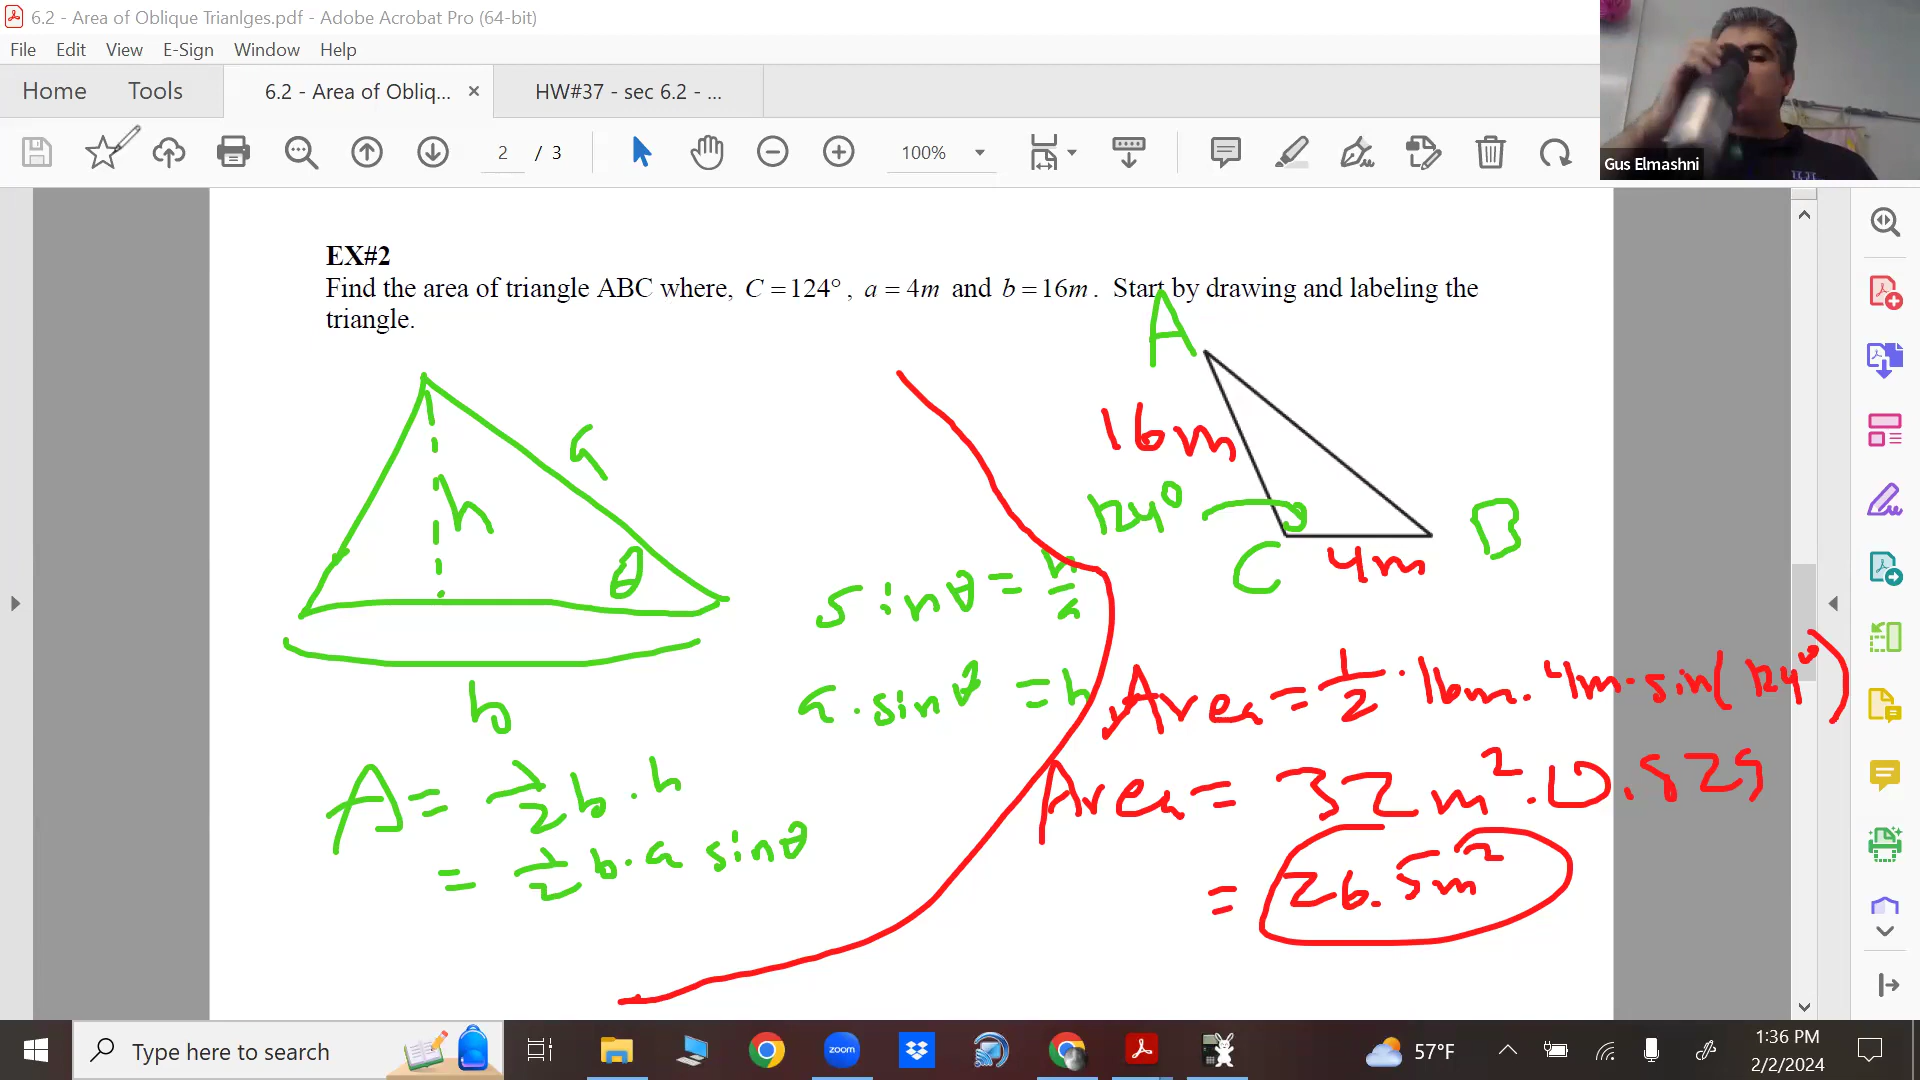 6.2 - Area of Oblique Trianlges.pdf - Adobe Acrobat Pro (64-bit)
File Edit View E-Sign Window Help
Home Tools 6.2 - Area of Obliq... × HW#37 - sec 6.2 - ...
2 / 3 100%
Gus Elmashni
EX#2
Find the area of triangle ABC where, C = 124°, a = 4m and b = 16m. Start by drawing and labeling the
triangle.
A
16m
124°
C
4m
B
a
h
θ
b
sinθ = h/a
a · sinθ = h
A = 1/2 b · h
= 1/2 b · a sinθ
Area = 1/2 · 16m · 4m · sin(124°)
Area = 32m² · 0.829
= 26.5m²
Type here to search
zoom
57°F
1:36 PM
2/2/2024